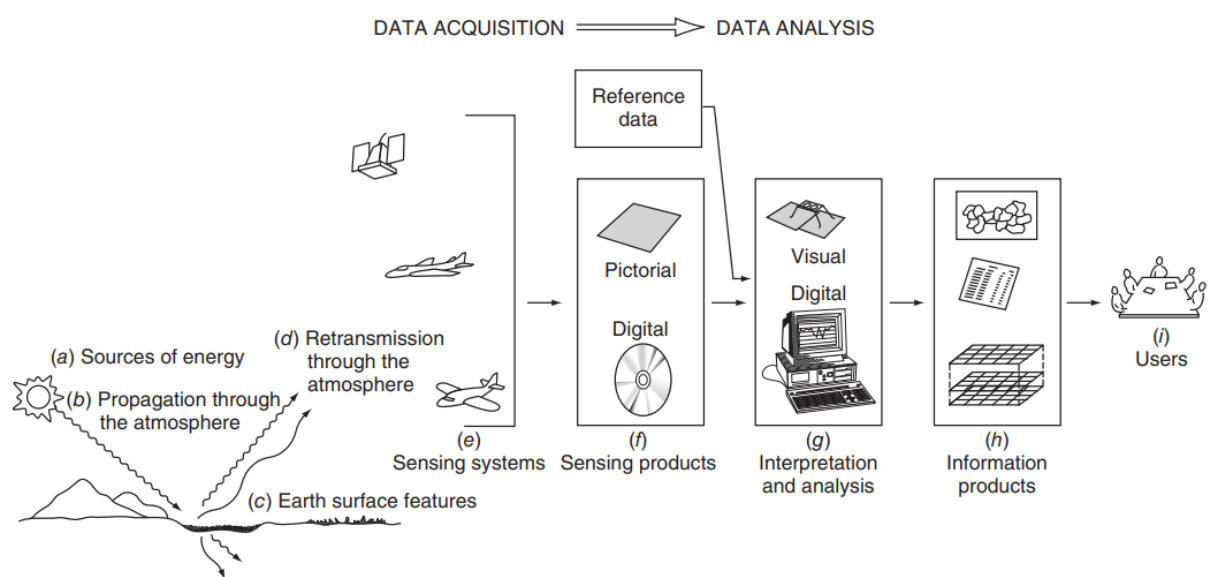 DATA ACQUISITION DATA ANALYSIS
Reference
data
Pictorial
Digital
Visual
Digital
(a) Sources of energy
(b) Propagation through
the atmosphere
(c) Earth surface features
(d) Retransmission
through the
atmosphere
(e)
Sensing systems
(f)
Sensing products
(g)
Interpretation
and analysis
(h)
Information
products
(i)
Users